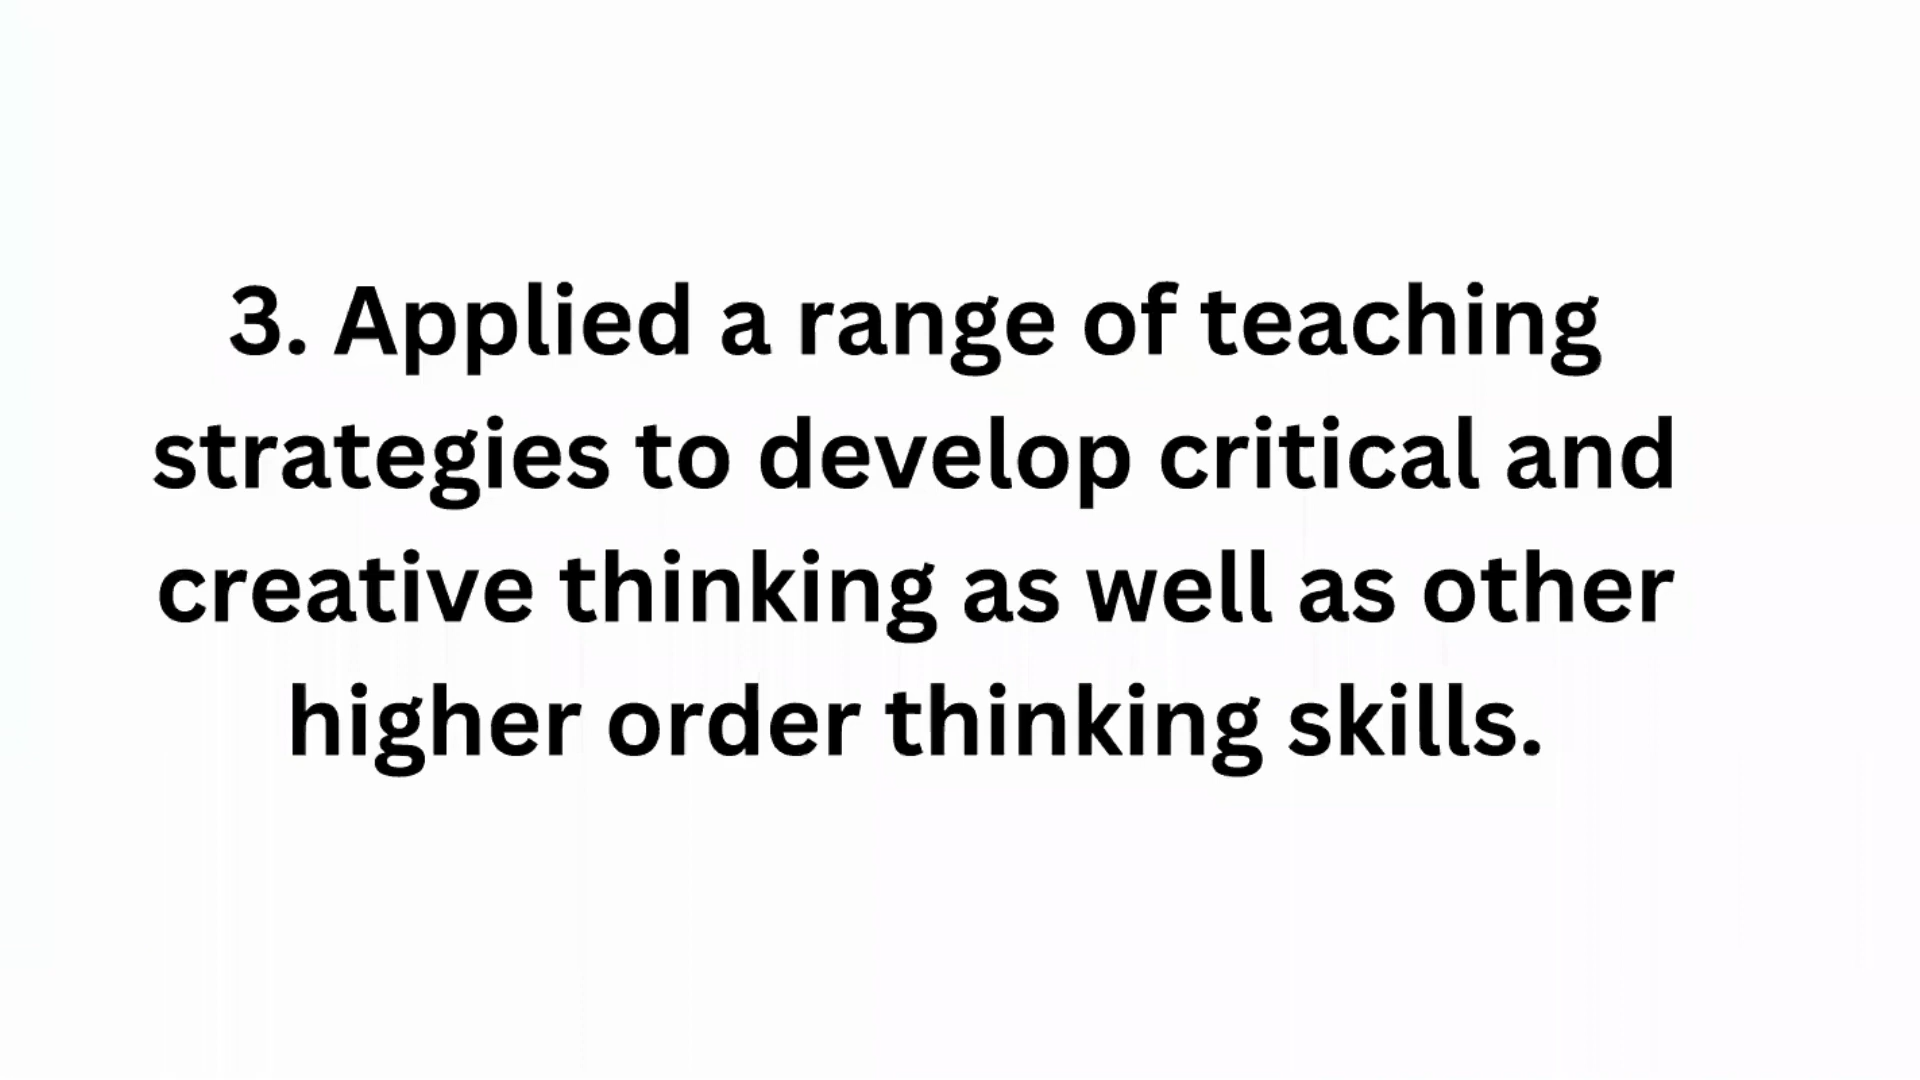 3. Applied a range of teaching
strategies to develop critical and
creative thinking as well as other
higher order thinking skills.